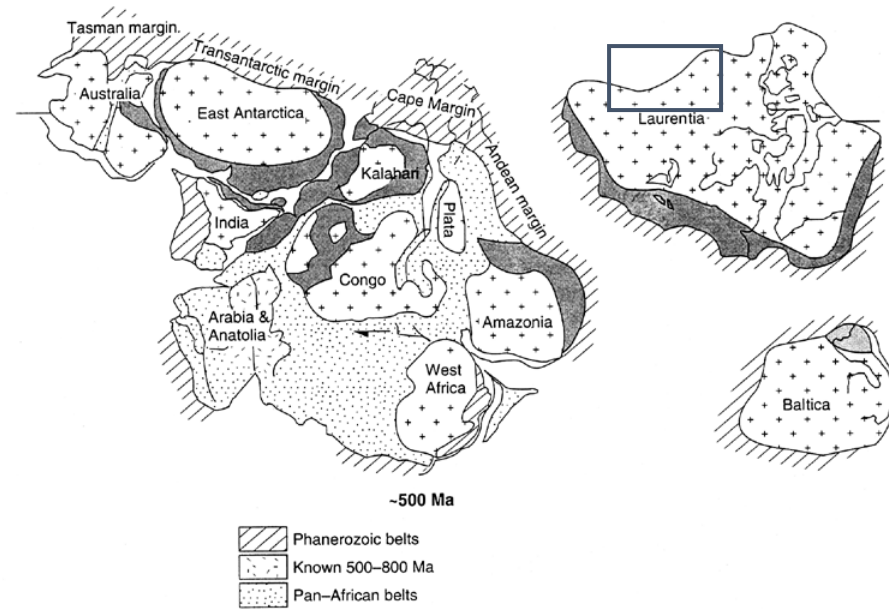 Tasman margin.
Transantarctic margin
Australia
East Antarctica
Cape Margin
Laurentia
Kalahari
Andean margin
India
Plata
Congo
Arabia &
Anatolia
Amazonia
West
Africa
Baltica
~500 Ma
Phanerozoic belts
Known 500–800 Ma
Pan–African belts